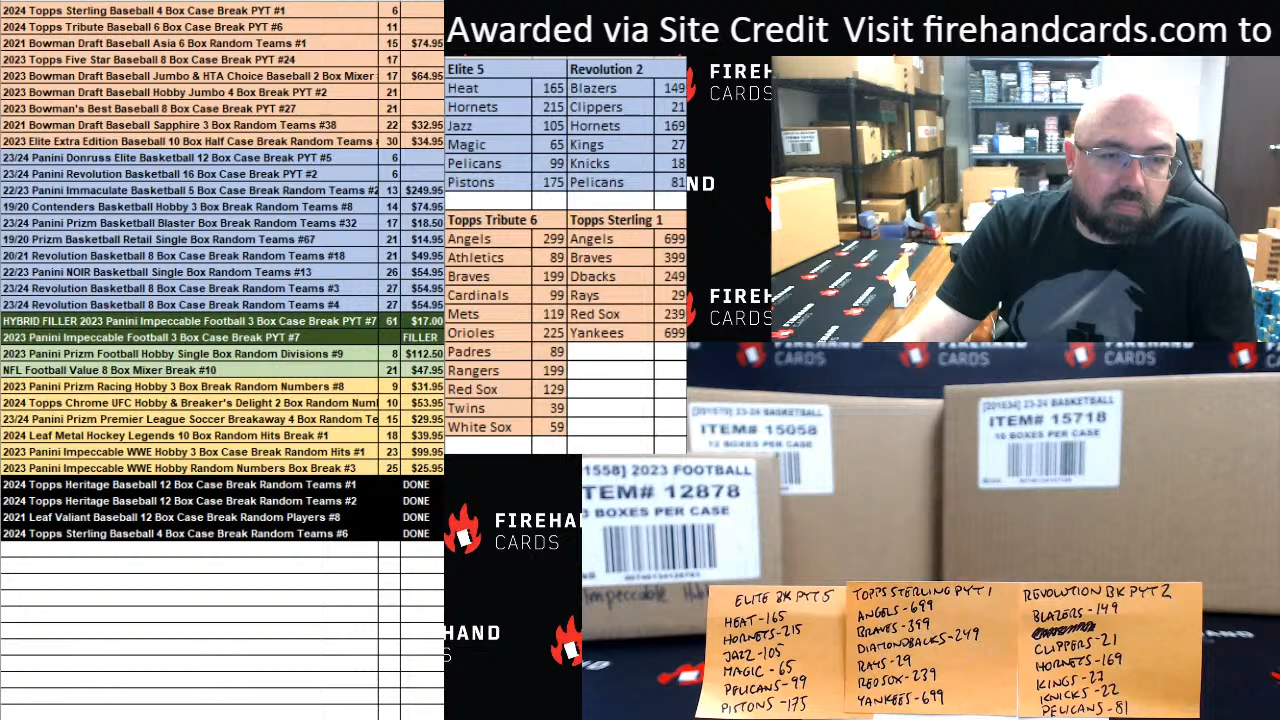 2024 Topps Sterling Baseball 4 Box Case Break PYT #1 6
2024 Topps Tribute Baseball 6 Box Case Break PYT #6 11
2021 Bowman Draft Baseball Asia 6 Box Random Teams #1 15 $74.95
2023 Topps Five Star Baseball 8 Box Case Break PYT #24 17
2023 Bowman Draft Baseball Jumbo & HTA Choice Baseball 2 Box Mixer 17 $64.95
2023 Bowman Draft Baseball Hobby Jumbo 4 Box Break PYT #2 21
2023 Bowman's Best Baseball 8 Box Case Break PYT #27 21
2021 Bowman Draft Baseball Sapphire 3 Box Random Teams #38 22 $32.95
2023 Elite Extra Edition Baseball 10 Box Half Case Break Random Teams 30 $34.95
23/24 Panini Donruss Elite Basketball 12 Box Case Break PYT #5 6
23/24 Panini Revolution Basketball 16 Box Case Break PYT #2 6
22/23 Panini Immaculate Basketball 5 Box Case Break Random Teams #2 13 $249.95
19/20 Contenders Basketball Hobby 3 Box Break Random Teams #8 14 $74.95
23/24 Panini Prizm Basketball Blaster Box Break Random Teams #32 17 $18.50
19/20 Prizm Basketball Retail Single Box Random Teams #67 21 $14.95
20/21 Revolution Basketball 8 Box Break Random Teams #18 21 $49.95
22/23 Panini NOIR Basketball Single Box Random Teams #13 26 $54.95
23/24 Revolution Basketball 8 Box Break Random Teams #3 27 $54.95
23/24 Revolution Basketball 8 Box Break Random Teams #4 27 $54.95
HYBRID FILLER 2023 Panini Impeccable Football 3 Box Case Break PYT #7 61 $17.00
2023 Panini Impeccable Football 3 Box Case Break PYT #7 FILLER
2023 Panini Prizm Football Hobby Single Box Random Divisions #9 8 $112.50
NFL Football Value 8 Box Mixer Break #10 21 $47.95
2023 Panini Prizm Racing Hobby 3 Box Break Random Numbers #8 9 $31.95
2024 Topps Chrome UFC Hobby & Breaker's Delight 2 Box Random Num 10 $53.95
23/24 Panini Prizm Premier League Soccer Breakaway 4 Box Random Te 15 $29.95
2024 Leaf Metal Hockey Legends 10 Box Random Hits Break #1 18 $39.95
2023 Panini Impeccable WWE Hobby 3 Box Case Break Random Hits #1 23 $99.95
2023 Panini Impeccable WWE Hobby Random Numbers Box Break #3 25 $25.95
2024 Topps Heritage Baseball 12 Box Case Break Random Teams #1 DONE
2024 Topps Heritage Baseball 12 Box Case Break Random Teams #2 DONE
2021 Leaf Valiant Baseball 12 Box Case Break Random Players #8 DONE
2024 Topps Sterling Baseball 4 Box Case Break Random Teams #6 DONE
Awarded via Site Credit Visit firehandcards.com to
Elite 5 Revolution 2
Heat 165 Blazers 149
Hornets 215 Clippers 21
Jazz 105 Hornets 169
Magic 65 Kings 27
Pelicans 99 Knicks 18
Pistons 175 Pelicans 81
Topps Tribute 6 Topps Sterling 1
Angels 299 Angels 699
Athletics 89 Braves 399
Braves 199 Dbacks 249
Cardinals 99 Rays 29
Mets 119 Red Sox 239
Orioles 225 Yankees 699
Padres 89
Rangers 199
Red Sox 129
Twins 39
White Sox 59
FIREH
CARDS
ND
FIREH
CARDS
FIREHAN
CARDS
HAND
S
CARDS
CARDS
CARDS
23-24 BASKETBALL
ITEM# 15058
12 BOXES PER CASE
[201634] 23-24 BASKETBALL
ITEM# 15718
16 BOXES PER CASE
1558] 2023 FOOTBALL
TEM# 12878
3 BOXES PER CASE
Impeccable
ELITE BK PYT 5
HEAT-165
HORNETS-215
JAZZ-105
MAGIC-65
PELICANS-99
PISTONS-175
TOPPS STERLING PYT 1
ANGELS-699
BRAVES-399
DIAMONDBACKS-249
RAYS-29
REDSOX-239
YANKEES-699
REVOLUTION BK PYT 2
BLAZERS-149
CLIPPERS-21
HORNETS-169
KINGS-27
KNICKS-22
PELICANS-81